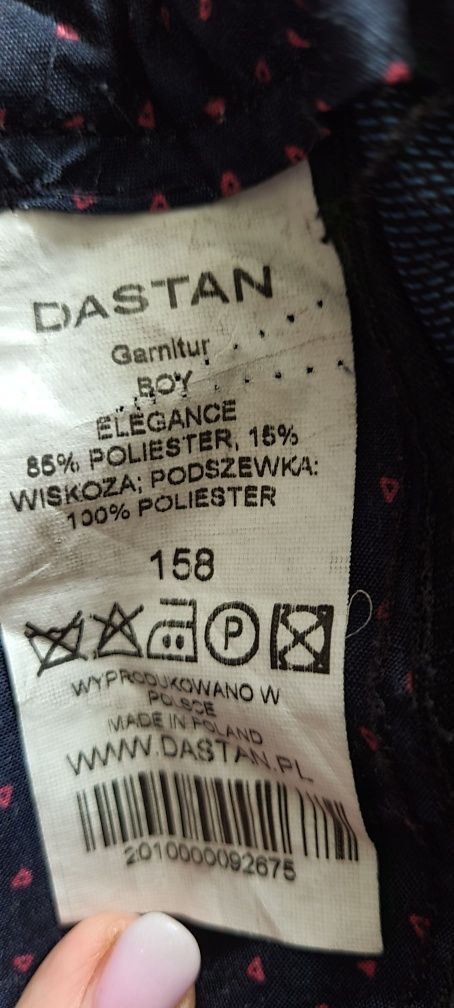 DASTAN
Garnitur
BOY
ELEGANCE
85% POLIESTER, 15%
WISKOZA; PODSZEWKA:
100% POLIESTER
158
P
WYPRODUKOWANO W
POLSCE
MADE IN POLAND
WWW.DASTAN.PL
2010000092675